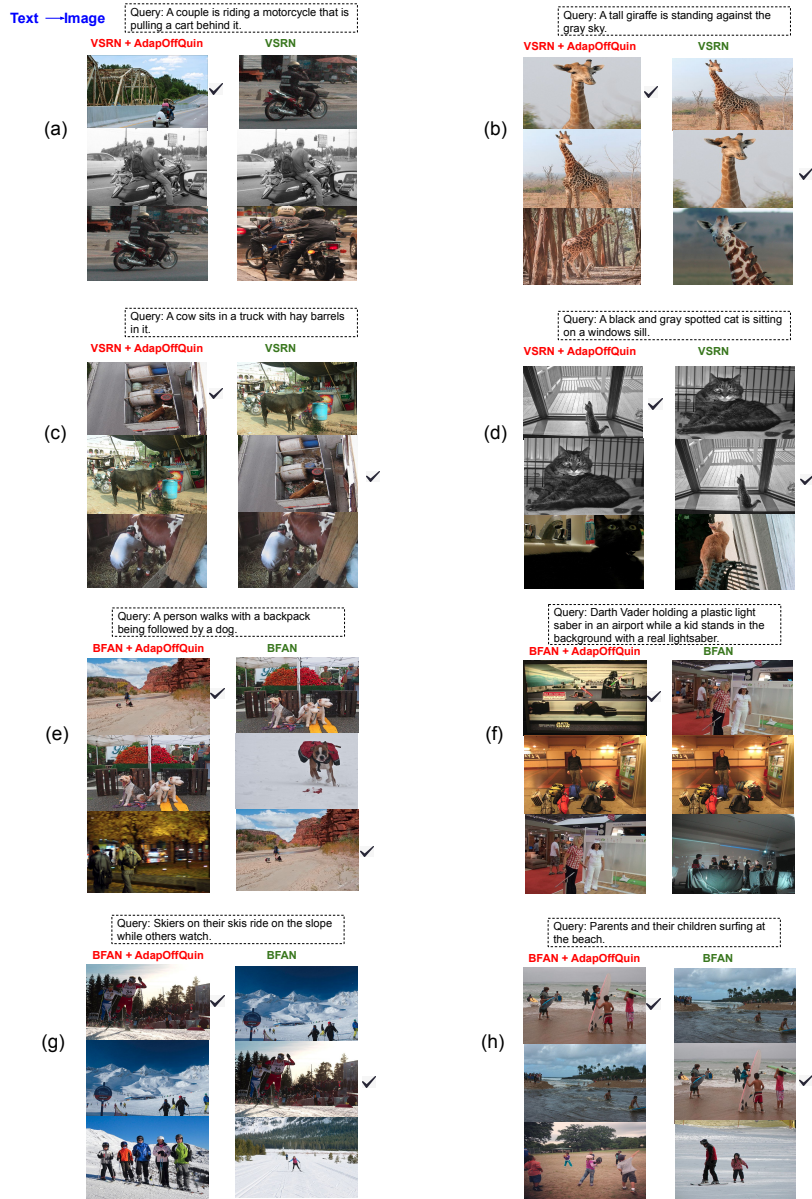 Text → Image
Query: A couple is riding a motorcycle that is
pulling a cart behind it.
VSRN + AdapOffQuin
VSRN
(a)
Query: A tall giraffe is standing against the
gray sky.
VSRN + AdapOffQuin
VSRN
(b)
Query: A cow sits in a truck with hay barrels
in it.
VSRN + AdapOffQuin
VSRN
(c)
Query: A black and gray spotted cat is sitting
on a windows sill.
VSRN + AdapOffQuin
VSRN
(d)
Query: A person walks with a backpack
being followed by a dog.
BFAN + AdapOffQuin
BFAN
(e)
Query: Darth Vader holding a plastic light
saber in an airport while a kid stands in the
background with a real lightsaber.
BFAN + AdapOffQuin
BFAN
(f)
Query: Skiers on their skis ride on the slope
while others watch.
BFAN + AdapOffQuin
BFAN
(g)
Query: Parents and their children surfing at
the beach.
BFAN + AdapOffQuin
BFAN
(h)